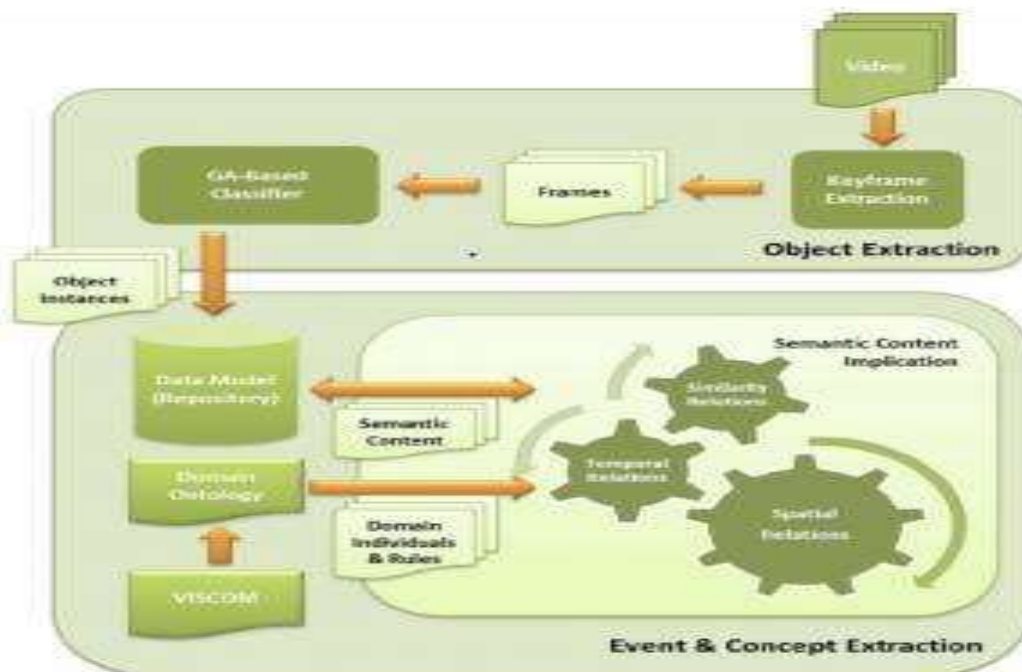 Video
GA-Based
Classifier
Frames
Keyframe
Extraction
Object Extraction
Object
Instances
Semantic Content
Implication
Data Model
(Repository)
Similarity
Relations
Semantic
Content
Temporal
Relations
Domain
Ontology
Spatial
Relations
Domain
Individuals
& Rules
VISCOM
Event & Concept Extraction